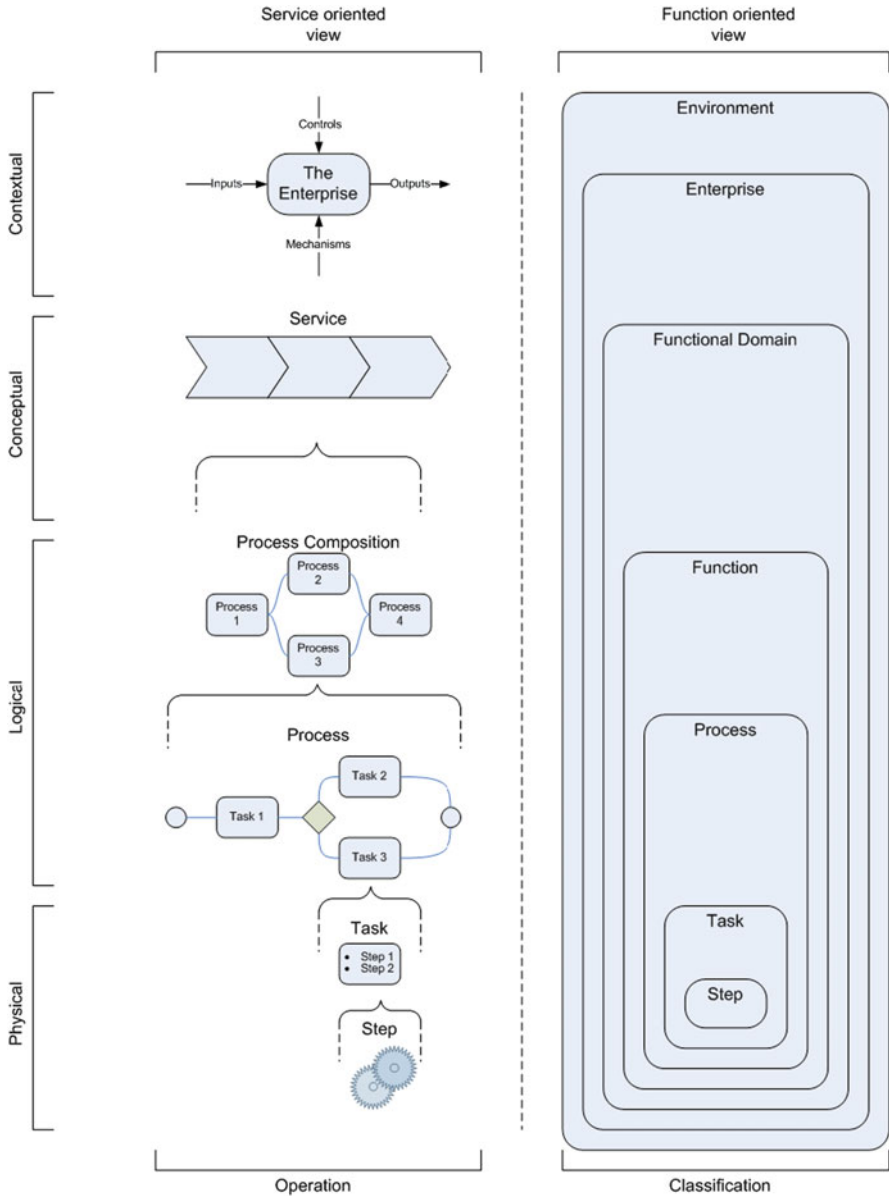 Service oriented
view
Function oriented
view
Contextual
Controls
Inputs
The
Enterprise
Outputs
Mechanisms
Environment
Enterprise
Conceptual
Service
Functional Domain
Logical
Process Composition
Process
1
Process
2
Process
3
Process
4
Function
Process
Task 1
Task 2
Task 3
Process
Physical
Task
• Step 1
• Step 2
Step
Task
Step
Operation
Classification